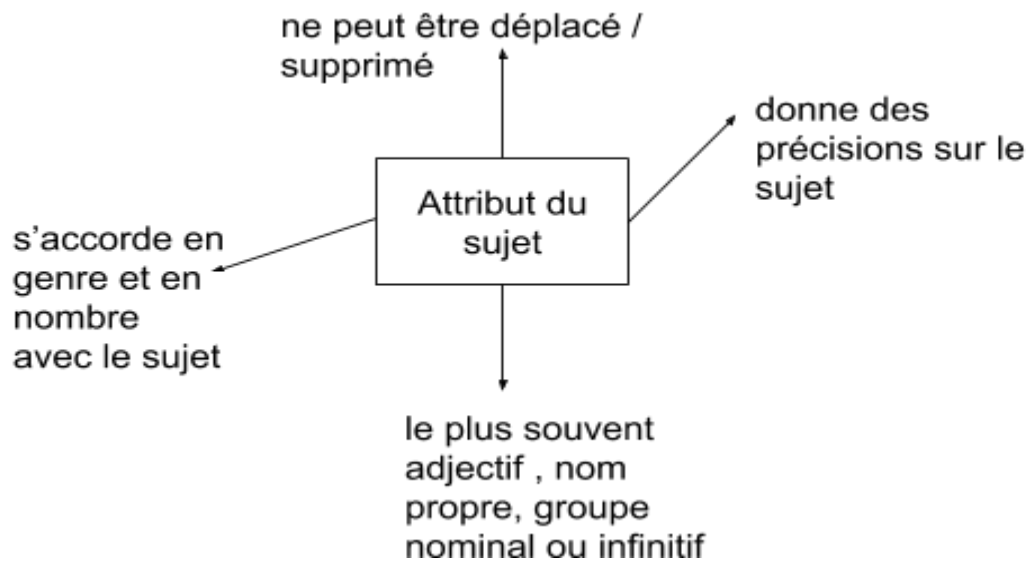 ne peut être déplacé /
supprimé
donne des
précisions sur le
sujet
Attribut du
sujet
s’accorde en
genre et en
nombre
avec le sujet
le plus souvent
adjectif , nom
propre, groupe
nominal ou infinitif